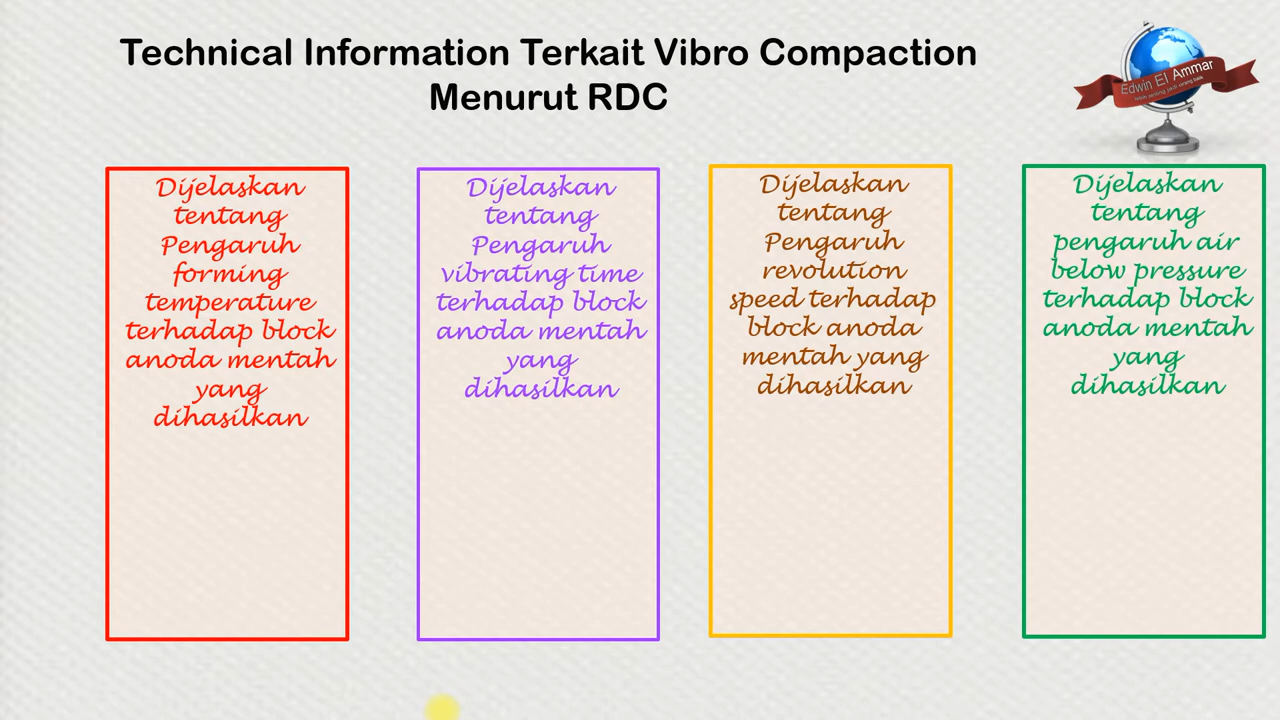 Technical Information Terkait Vibro Compaction
Menurut RDC
Edwin El Ammar
Dijelaskan
tentang
Pengaruh
forming
temperature
terhadap block
anoda mentah
yang
dihasilkan
Dijelaskan
tentang
Pengaruh
vibrating time
terhadap block
anoda mentah
yang
dihasilkan
Dijelaskan
tentang
Pengaruh
revolution
speed terhadap
block anoda
mentah yang
dihasilkan
Dijelaskan
tentang
pengaruh air
below pressure
terhadap block
anoda mentah
yang
dihasilkan